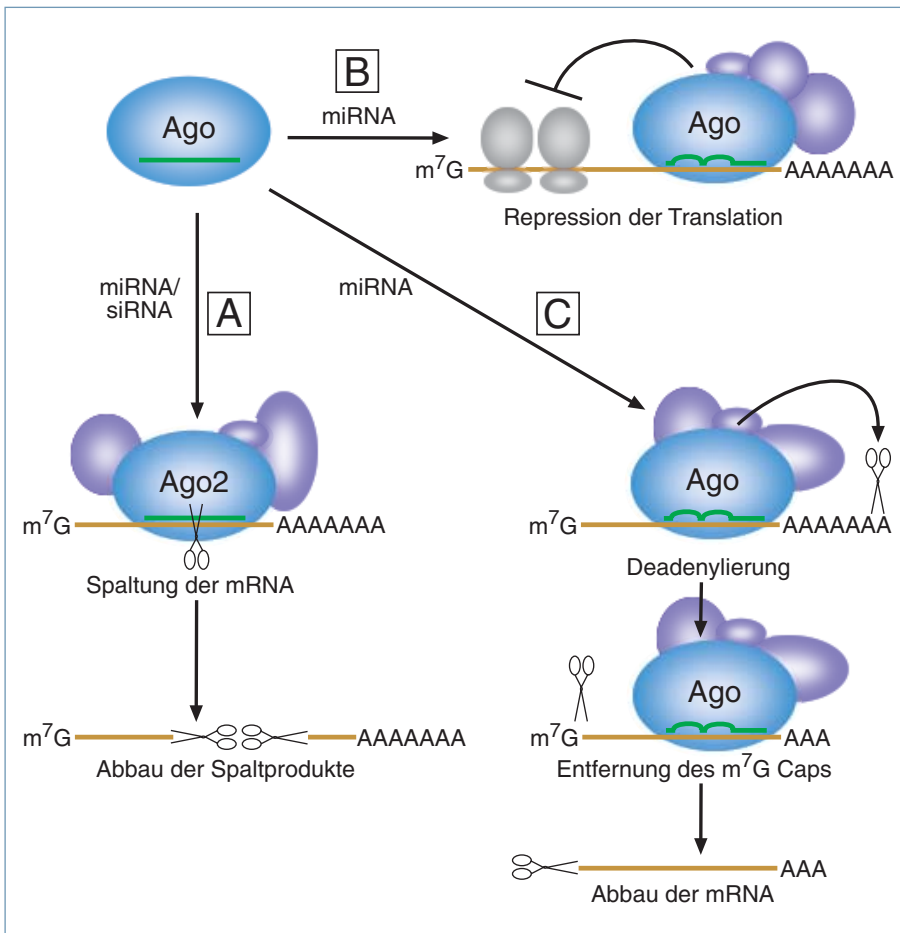 B
miRNA
Ago
Ago
m⁷G
AAAAAAA
Repression der Translation
miRNA/
siRNA
A
miRNA
C
Ago2
m⁷G
AAAAAAA
Spaltung der mRNA
m⁷G
AAAAAAA
Abbau der Spaltprodukte
Ago
m⁷G
AAAAAAA
Deadenylierung
Ago
m⁷G
AAA
Entfernung des m⁷G Caps
AAA
Abbau der mRNA